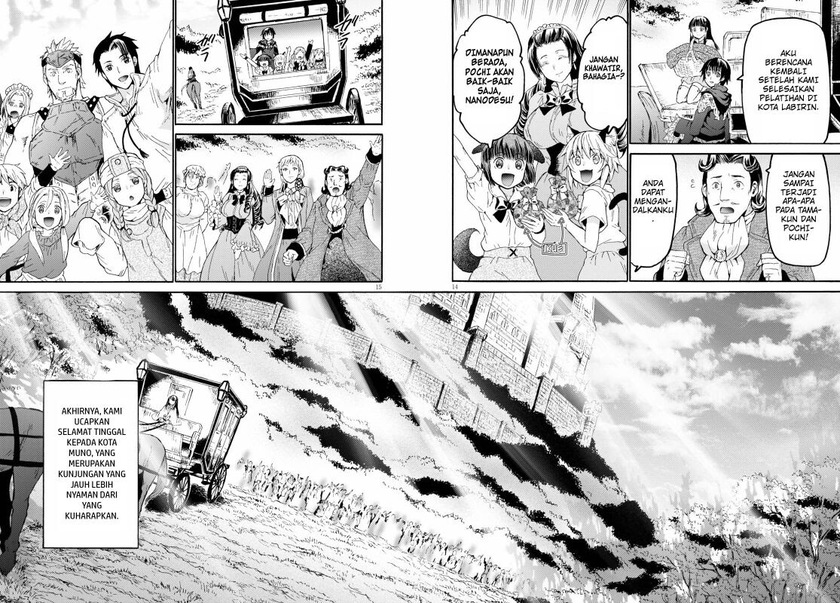 AKU
BERENCANA
KEMBALI
SETELAH KAMI
SELESAIKAN
PELATIHAN DI
KOTA LABIRIN.
JANGAN
SAMPAI
TERJADI
APA-APA
PADA TAMA-
KUN DAN
POCHI-
KUN!
ANDA
DAPAT
MENGAN-
DALKANKU
JANGAN
KHAWATIR,
BAHAGIA~?
DIMANAPUN
BERADA,
POCHI AKAN
BAIK-BAIK
SAJA,
NANODESU!
14
15
AKHIRNYA, KAMI
UCAPKAN
SELAMAT TINGGAL
KEPADA KOTA
MUNO, YANG
MERUPAKAN
KUNJUNGAN YANG
JAUH LEBIH
NYAMAN DARI
YANG
KUHARAPKAN.